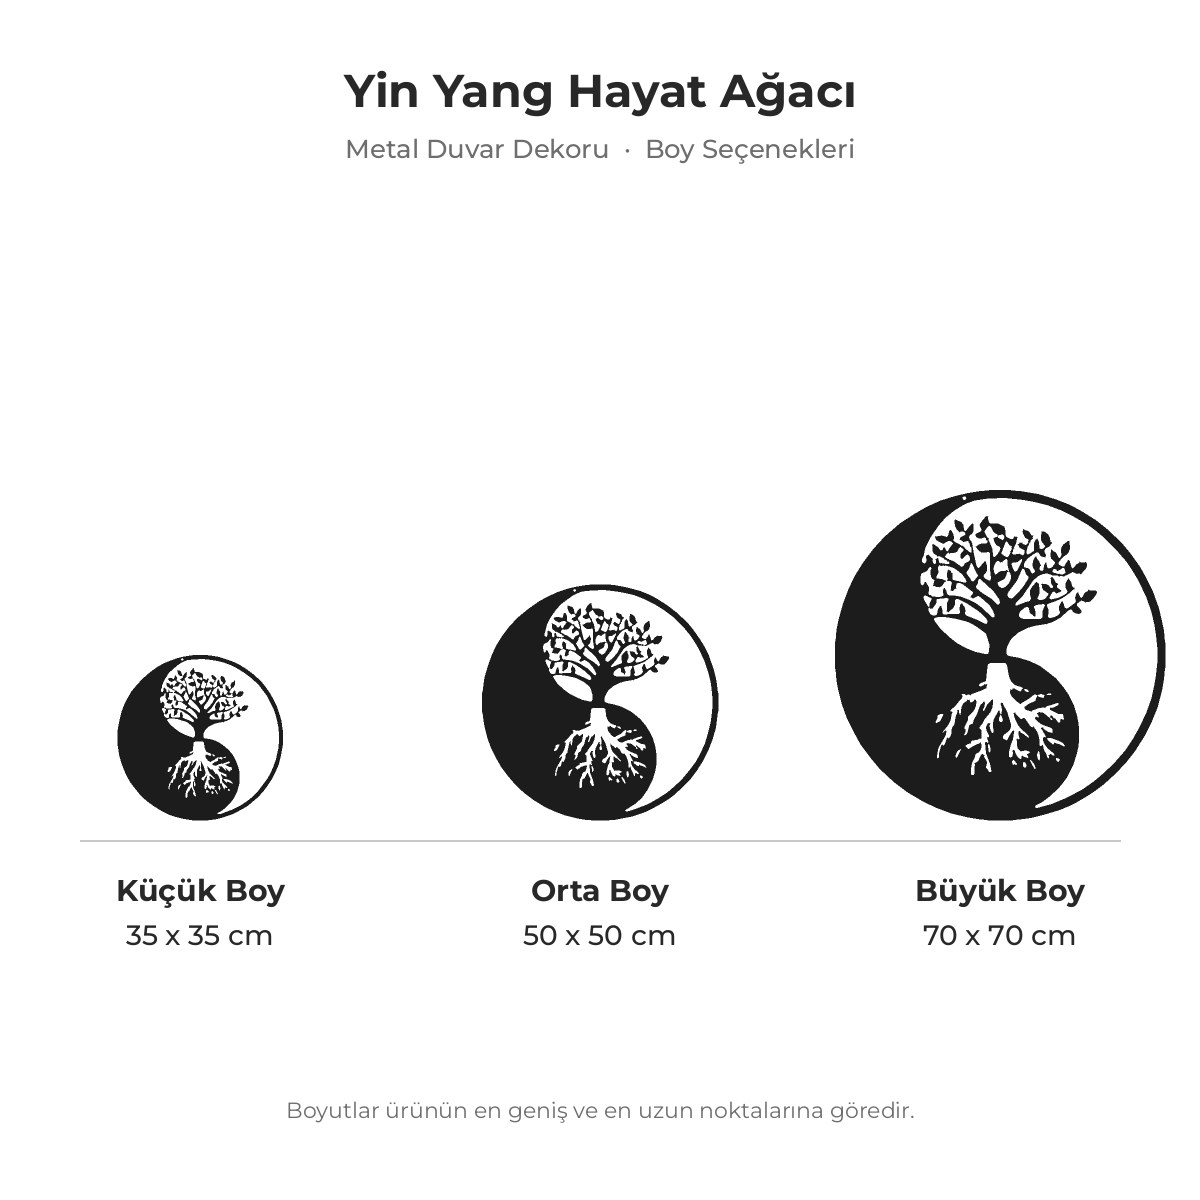 Yin Yang Hayat Ağacı
Metal Duvar Dekoru · Boy Seçenekleri
Küçük Boy
35 x 35 cm
Orta Boy
50 x 50 cm
Büyük Boy
70 x 70 cm
Boyutlar ürünün en geniş ve en uzun noktalarına göredir.